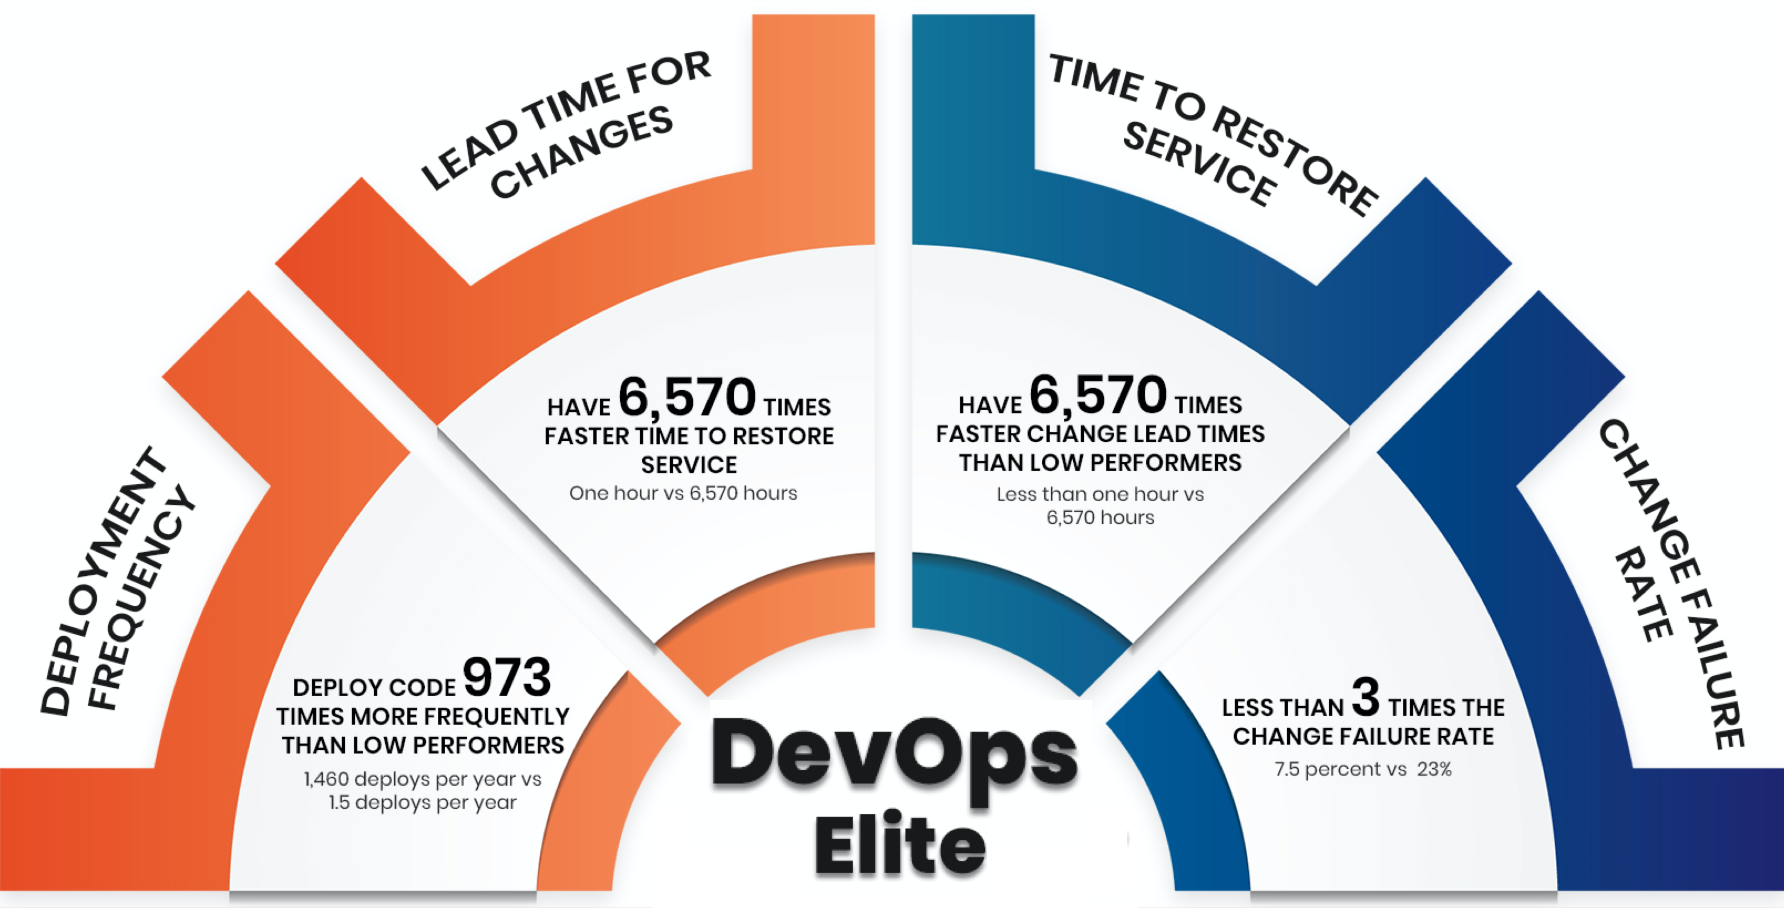 LEAD TIME FOR
CHANGES
TIME TO RESTORE
SERVICE
DEPLOYMENT
FREQUENCY
CHANGE FAILURE
RATE
HAVE 6,570 TIMES
FASTER TIME TO RESTORE
SERVICE
One hour vs 6,570 hours
HAVE 6,570 TIMES
FASTER CHANGE LEAD TIMES
THAN LOW PERFORMERS
Less than one hour vs
6,570 hours
DEPLOY CODE 973
TIMES MORE FREQUENTLY
THAN LOW PERFORMERS
1,460 deploys per year vs
1.5 deploys per year
LESS THAN 3 TIMES THE
CHANGE FAILURE RATE
7.5 percent vs 23%
DevOps
Elite